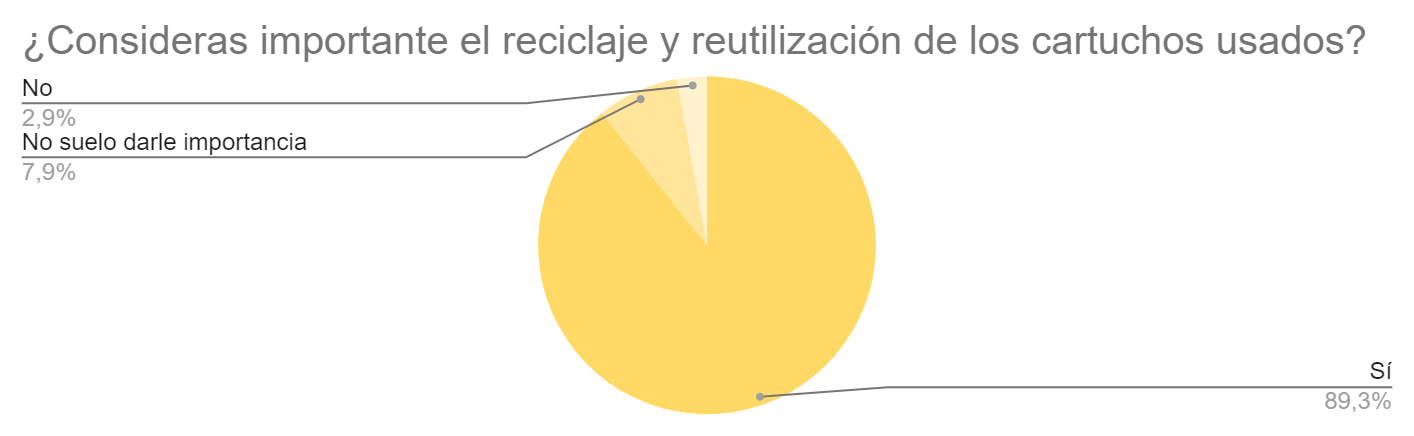 ¿Consideras importante el reciclaje y reutilización de los cartuchos usados?
No
2,9%
No suelo darle importancia
7,9%
Sí
89,3%